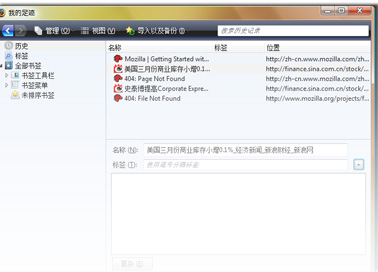 我的足迹
管理(O) 视图(V) 导入以及备份(I) 搜索历史记录
历史
标签
全部书签
书签工具栏
书签菜单
未排序书签
名称 标签 位置
Mozilla | Getting Started wit... http://zh-cn.www.mozilla.com/zh...
美国三月份商业库存小增0.1... http://finance.sina.com.cn/stock/...
404: Page Not Found http://zh-cn.www.mozilla.com/zh...
史泰博提高Corporate Expre... http://finance.sina.com.cn/stock/...
404: File Not Found http://www.mozilla.org/projects/f...
名称(N): 美国三月份商业库存小增0.1%_经济新闻_新浪财经_新浪网
标签(T): 使用逗号分隔标签